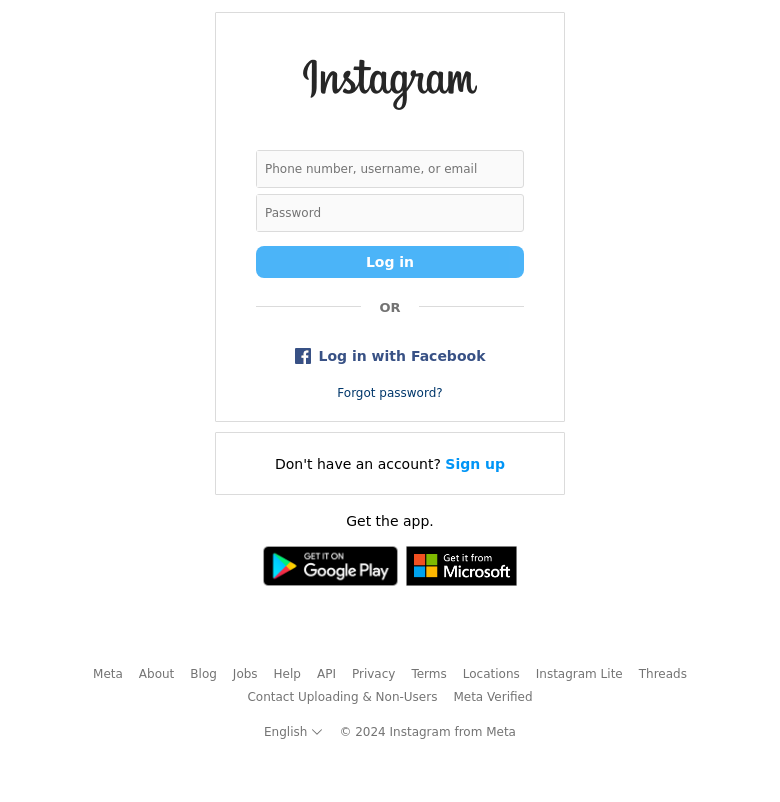 Instagram
Phone number, username, or email
Password
Log in
OR
Log in with Facebook
Forgot password?
Don't have an account? Sign up
Get the app.
GET IT ON
Google Play
Get it from
Microsoft
Meta About Blog Jobs Help API Privacy Terms Locations Instagram Lite Threads
Contact Uploading & Non-Users Meta Verified
English © 2024 Instagram from Meta